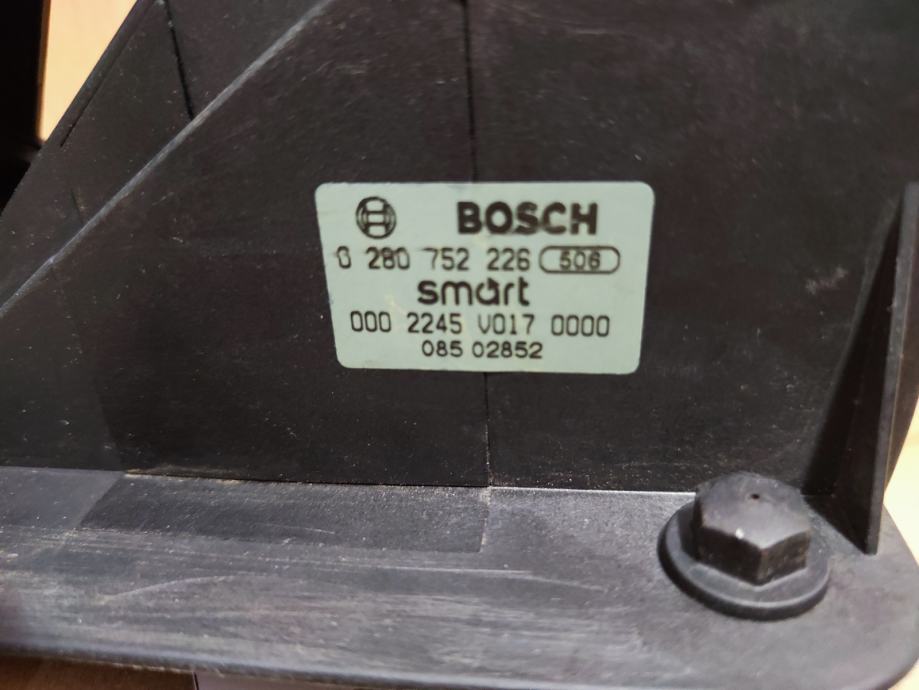 BOSCH
0 280 752 226 506
smart
000 2245 V017 0000
085 02852